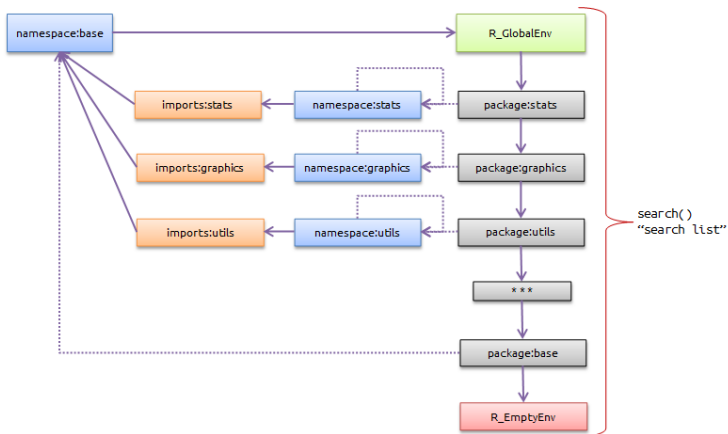 namespace:base
R_GlobalEnv
imports:stats
namespace:stats
package:stats
imports:graphics
namespace:graphics
package:graphics
search()
“search list”
imports:utils
namespace:utils
package:utils
***
package:base
R_EmptyEnv